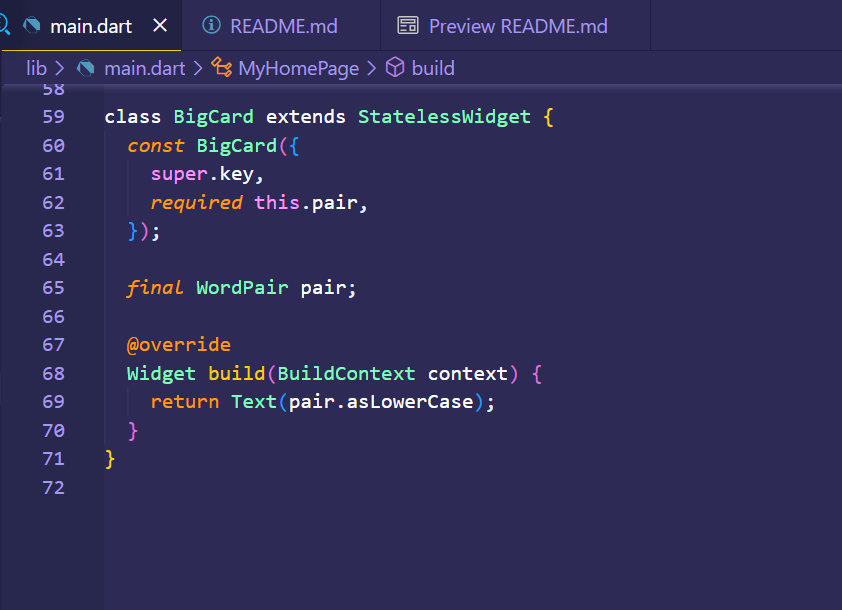 main.dart README.md Preview README.md
lib > main.dart > MyHomePage > build
58
59 class BigCard extends StatelessWidget {
60 const BigCard({
61 super.key,
62 required this.pair,
63 });
64
65 final WordPair pair;
66
67 @override
68 Widget build(BuildContext context) {
69 return Text(pair.asLowerCase);
70 }
71 }
72